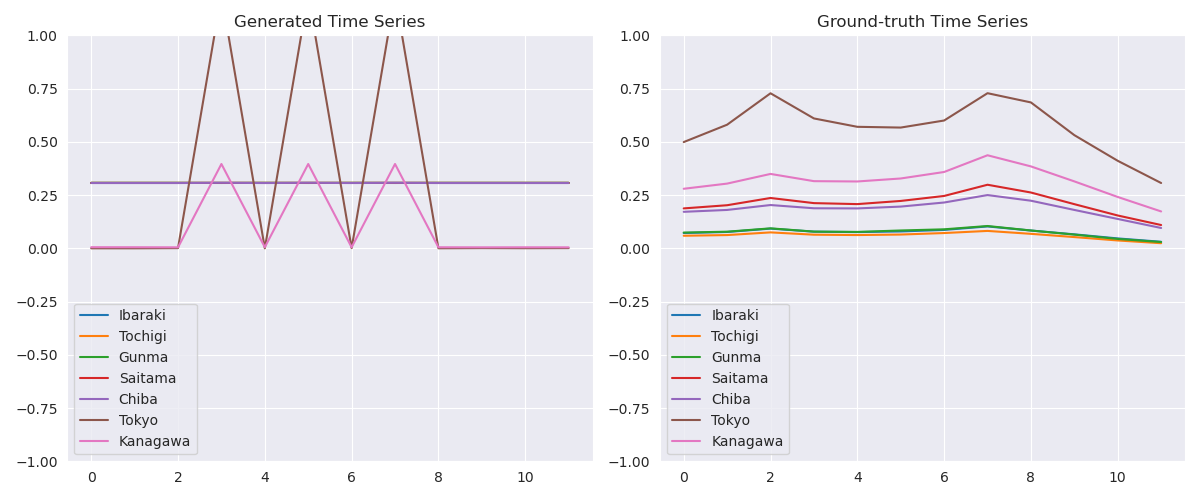 Generated Time Series
1.00
0.75
0.50
0.25
0.00
−0.25
−0.50
−0.75
−1.00
0 2 4 6 8 10
Ibaraki
Tochigi
Gunma
Saitama
Chiba
Tokyo
Kanagawa
Ground-truth Time Series
1.00
0.75
0.50
0.25
0.00
−0.25
−0.50
−0.75
−1.00
0 2 4 6 8 10
Ibaraki
Tochigi
Gunma
Saitama
Chiba
Tokyo
Kanagawa